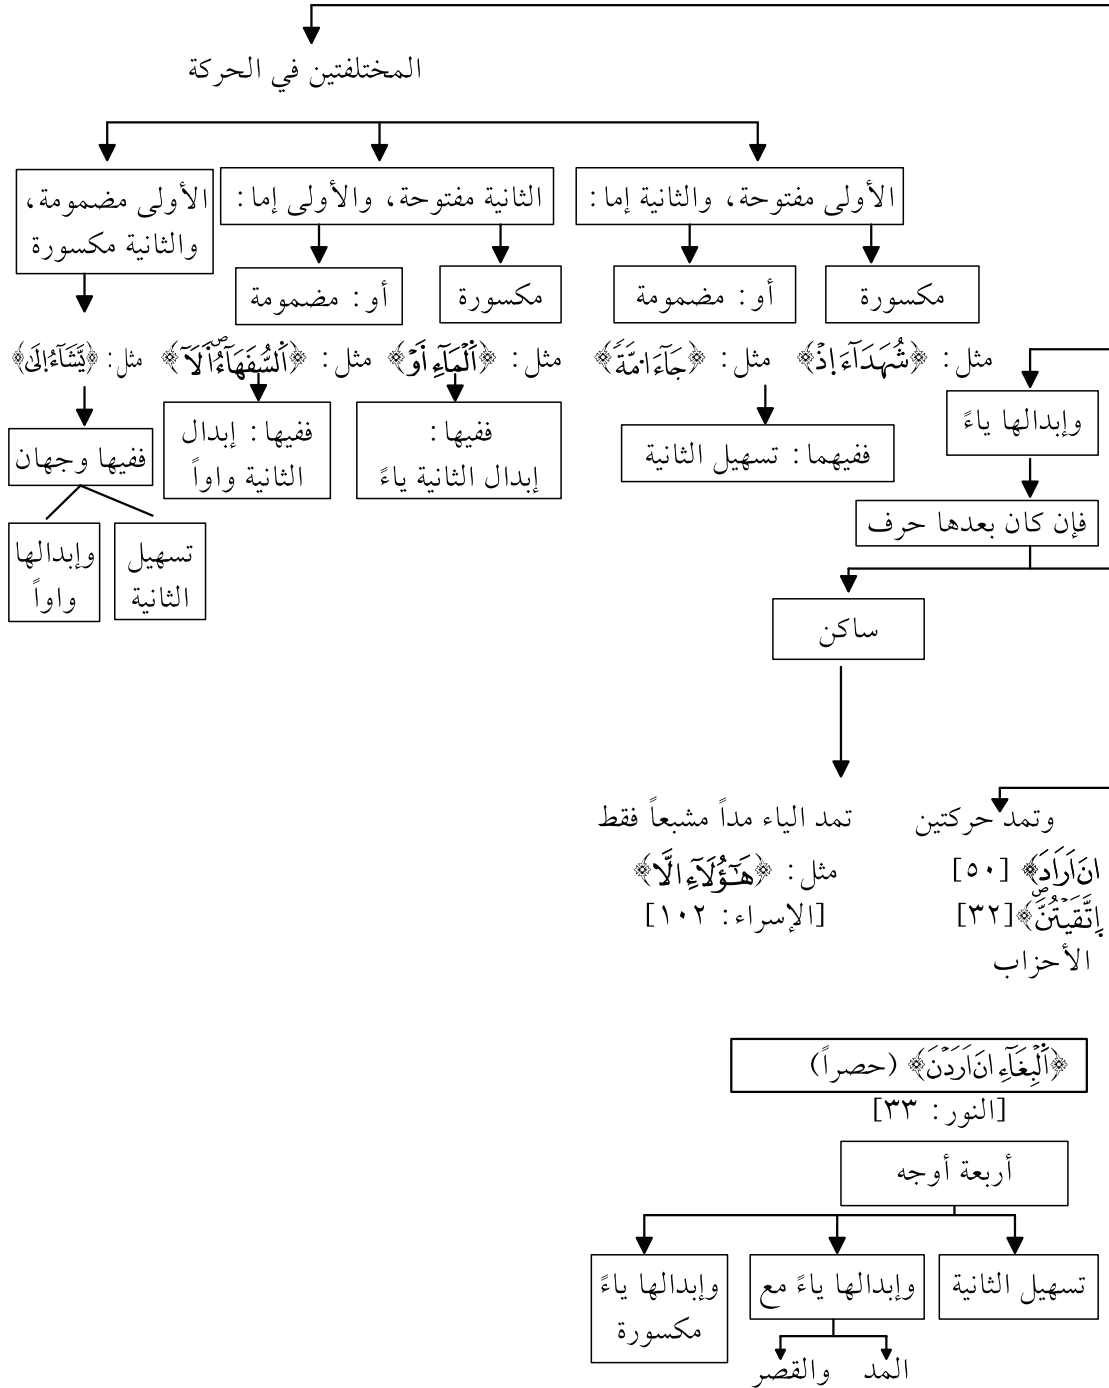 المختلفتين في الحركة
الأولى مفتوحة، والثانية إما:
الثانية مفتوحة، والأولى إما:
الأولى مضمومة،
والثانية مكسورة
مكسورة
أو: مضمومة
مكسورة
أو: مضمومة
مثل: ﴿شُهَدَآءَ اِذْ﴾
مثل: ﴿جَآءَ امَّةٗ﴾
مثل: ﴿اَ۬لْمَآءِ اَوْ﴾
مثل: ﴿اُ۬لسُّفَهَآءُۖ اَلَآ﴾
مثل: ﴿يَّشَآءُ اِلَىٰ﴾
وإبدالها ياءً
ففيهما: تسهيل الثانية
ففيها:
إبدال الثانية ياءً
ففيها: إبدال
الثانية واواً
ففيها وجهان
فإن كان بعدها حرف
تسهيل
الثانية
وإبدالها
واواً
ساكن
وتمد حركتين
تمد الياء مداً مشبعاً فقط
اِنَ اَرَادَ﴾ [٥٠]
مثل: ﴿هَٰٓؤُلَآءِ الَّا﴾
اِ۪تَّقَيْتُنَّۖ﴾[٣٢]
[الإسراء: ١٠٢]
الأحزاب
﴿اَ۬لْبِغَآءِ انَ اَرَدْنَ﴾ (حصراً)
[النور: ٣٣]
أربعة أوجه
تسهيل الثانية
وإبدالها ياءً مع
وإبدالها ياءً
مكسورة
المد
والقصر